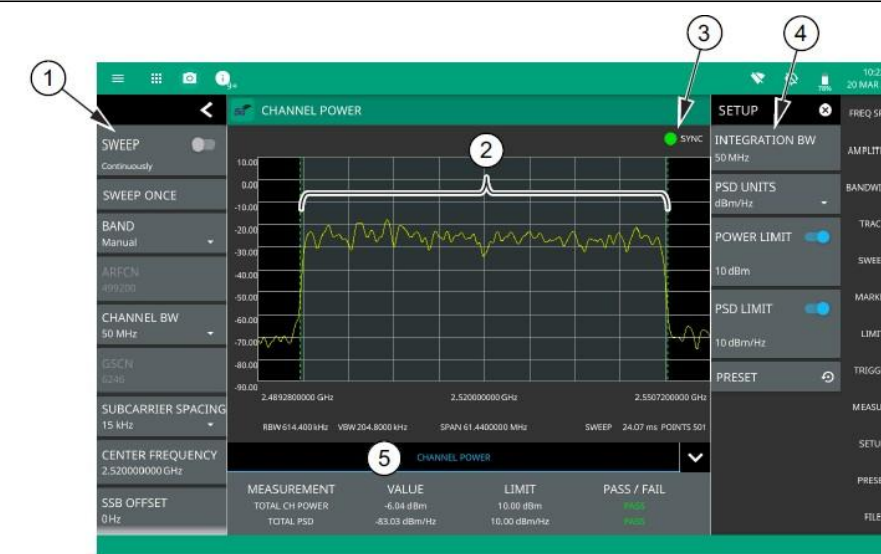 1
3
4
9+
78%
10:2
20 MAR
CHANNEL POWER
SETUP
FREQ SP
SWEEP
Continuously
SYNC
2
INTEGRATION BW
50 MHz
AMPLIT
SWEEP ONCE
PSD UNITS
dBm/Hz
BANDWI
BAND
Manual
POWER LIMIT
10 dBm
TRAC
ARFCN
499200
SWEE
CHANNEL BW
50 MHz
PSD LIMIT
10 dBm/Hz
MARK
LIMI
GSCN
6246
PRESET
TRIGG
SUBCARRIER SPACING
15 kHz
MEASU
CENTER FREQUENCY
2.520000000 GHz
SETU
SSB OFFSET
0 Hz
PRES
FILE
10.00
0.00
-10.00
-20.00
-30.00
-40.00
-50.00
-60.00
-70.00
-80.00
-90.00
2.4892800000 GHz 2.520000000 GHz 2.5507200000 GHz
RBW 614.400 kHz VBW 204.8000 kHz SPAN 61.4400000 MHz SWEEP 24.07 ms POINTS 501
5 CHANNEL POWER
MEASUREMENT VALUE LIMIT PASS / FAIL
TOTAL CH POWER -6.04 dBm 10.00 dBm PASS
TOTAL PSD -83.03 dBm/Hz 10.00 dBm/Hz PASS